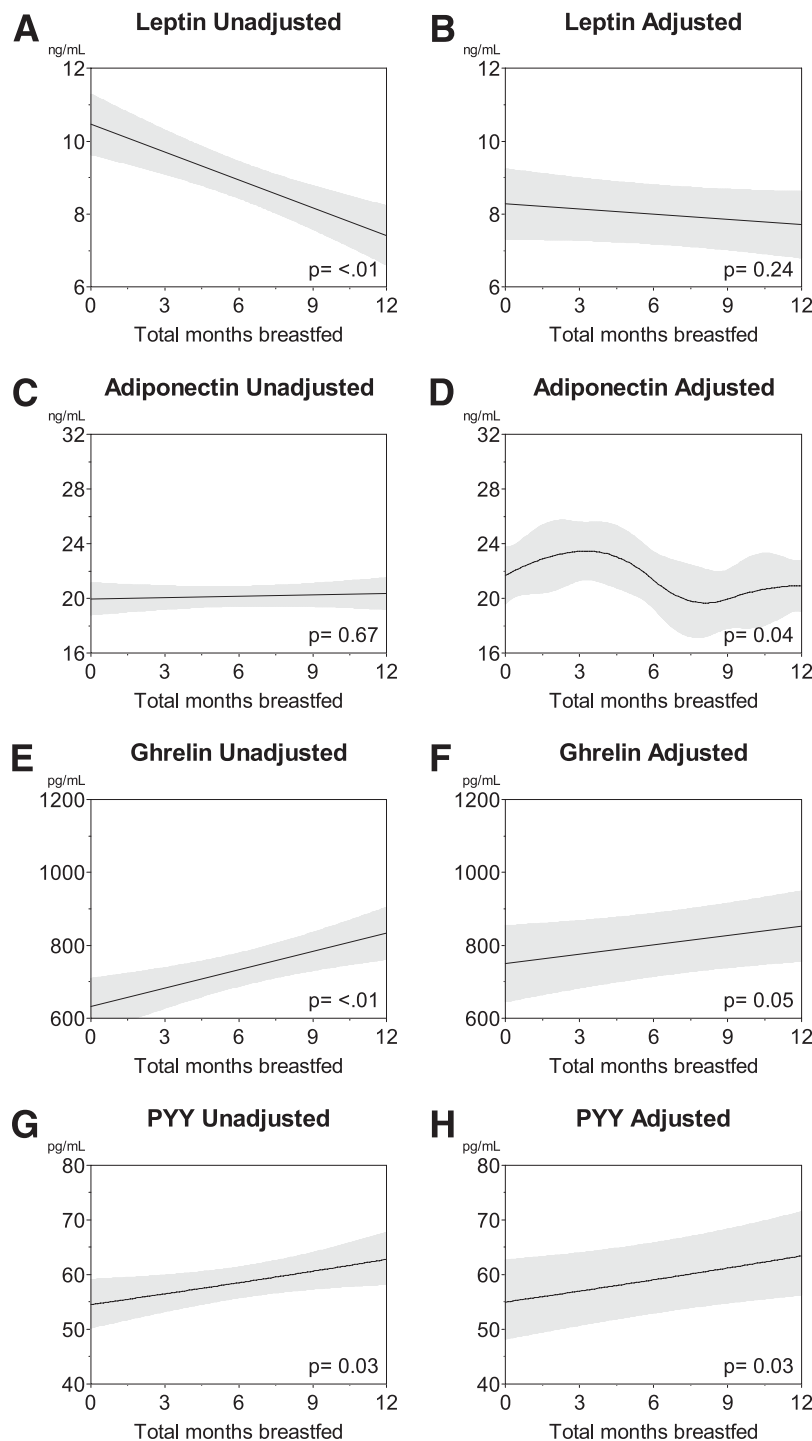 A Leptin Unadjusted
ng/mL
12
10
8
6
p= <.01
0 3 6 9 12
Total months breastfed
B Leptin Adjusted
ng/mL
12
10
8
6
p= 0.24
0 3 6 9 12
Total months breastfed
C Adiponectin Unadjusted
ng/mL
32
28
24
20
16
p= 0.67
0 3 6 9 12
Total months breastfed
D Adiponectin Adjusted
ng/mL
32
28
24
20
16
p= 0.04
0 3 6 9 12
Total months breastfed
E Ghrelin Unadjusted
pg/mL
1200
1000
800
600
p= <.01
0 3 6 9 12
Total months breastfed
F Ghrelin Adjusted
pg/mL
1200
1000
800
600
p= 0.05
0 3 6 9 12
Total months breastfed
G PYY Unadjusted
pg/mL
80
70
60
50
40
p= 0.03
0 3 6 9 12
Total months breastfed
H PYY Adjusted
pg/mL
80
70
60
50
40
p= 0.03
0 3 6 9 12
Total months breastfed